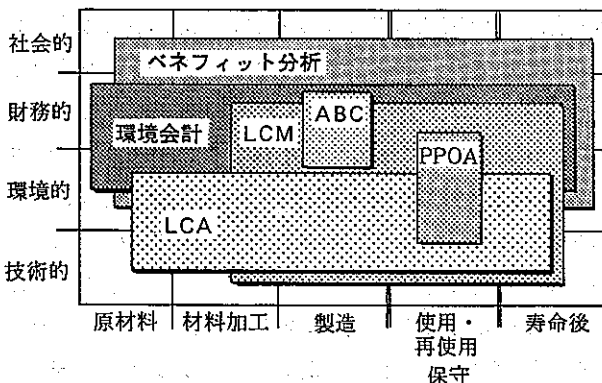 社会的
財務的
環境的
技術的
ベネフィット分析
環境会計
LCM
ABC
PPOA
LCA
原材料
材料加工
製造
使用・
再使用
保守
寿命後